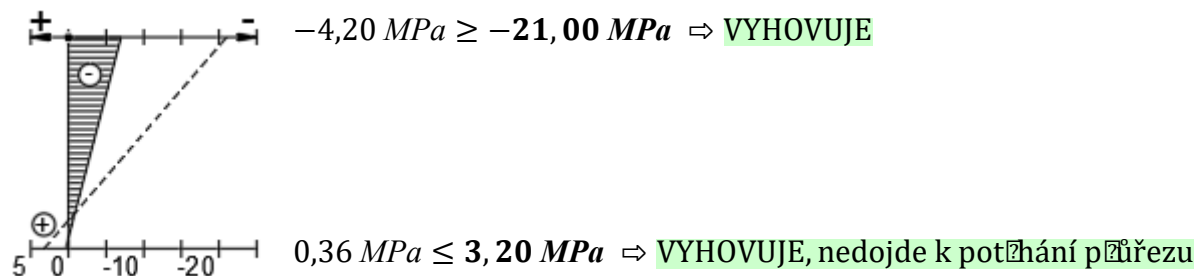 + -
−4,20 MPa ≥ −21,00 MPa ⇨ VYHOVUJE
-
+
0,36 MPa ≤ 3,20 MPa ⇨ VYHOVUJE, nedojde k
5 0 -10 -20